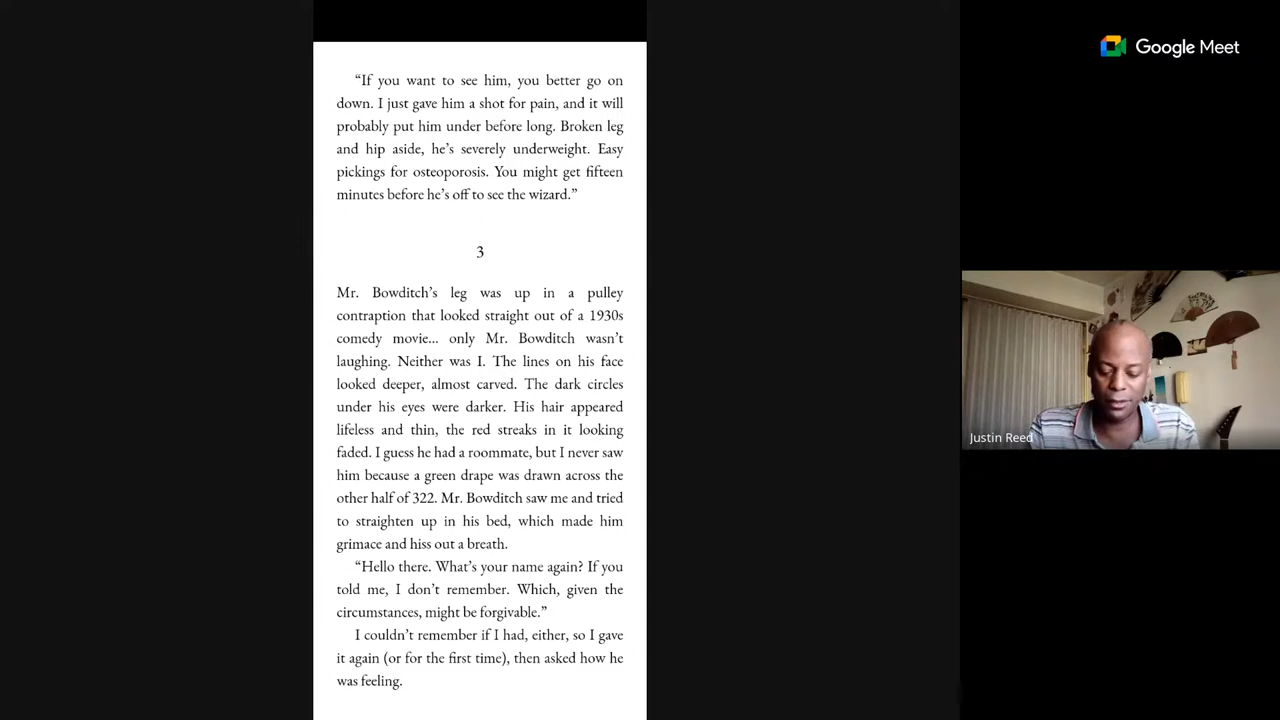 “If you want to see him, you better go on
down. I just gave him a shot for pain, and it will
probably put him under before long. Broken leg
and hip aside, he’s severely underweight. Easy
pickings for osteoporosis. You might get fifteen
minutes before he’s off to see the wizard.”
3
Mr. Bowditch’s leg was up in a pulley
contraption that looked straight out of a 1930s
comedy movie… only Mr. Bowditch wasn’t
laughing. Neither was I. The lines on his face
looked deeper, almost carved. The dark circles
under his eyes were darker. His hair appeared
lifeless and thin, the red streaks in it looking
faded. I guess he had a roommate, but I never saw
him because a green drape was drawn across the
other half of 322. Mr. Bowditch saw me and tried
to straighten up in his bed, which made him
grimace and hiss out a breath.
“Hello there. What’s your name again? If you
told me, I don’t remember. Which, given the
circumstances, might be forgivable.”
I couldn’t remember if I had, either, so I gave
it again (or for the first time), then asked how he
was feeling.
Google Meet
Justin Reed